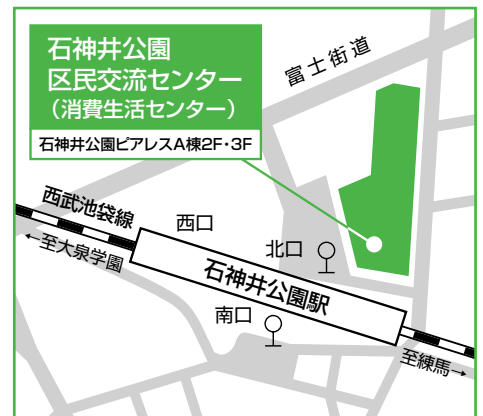 石神井公園
区民交流センター
（消費生活センター）
石神井公園ピアレスA棟2F・3F
富士街道
西武池袋線
←至大泉学園
西口
北口
石神井公園駅
南口
至練馬→